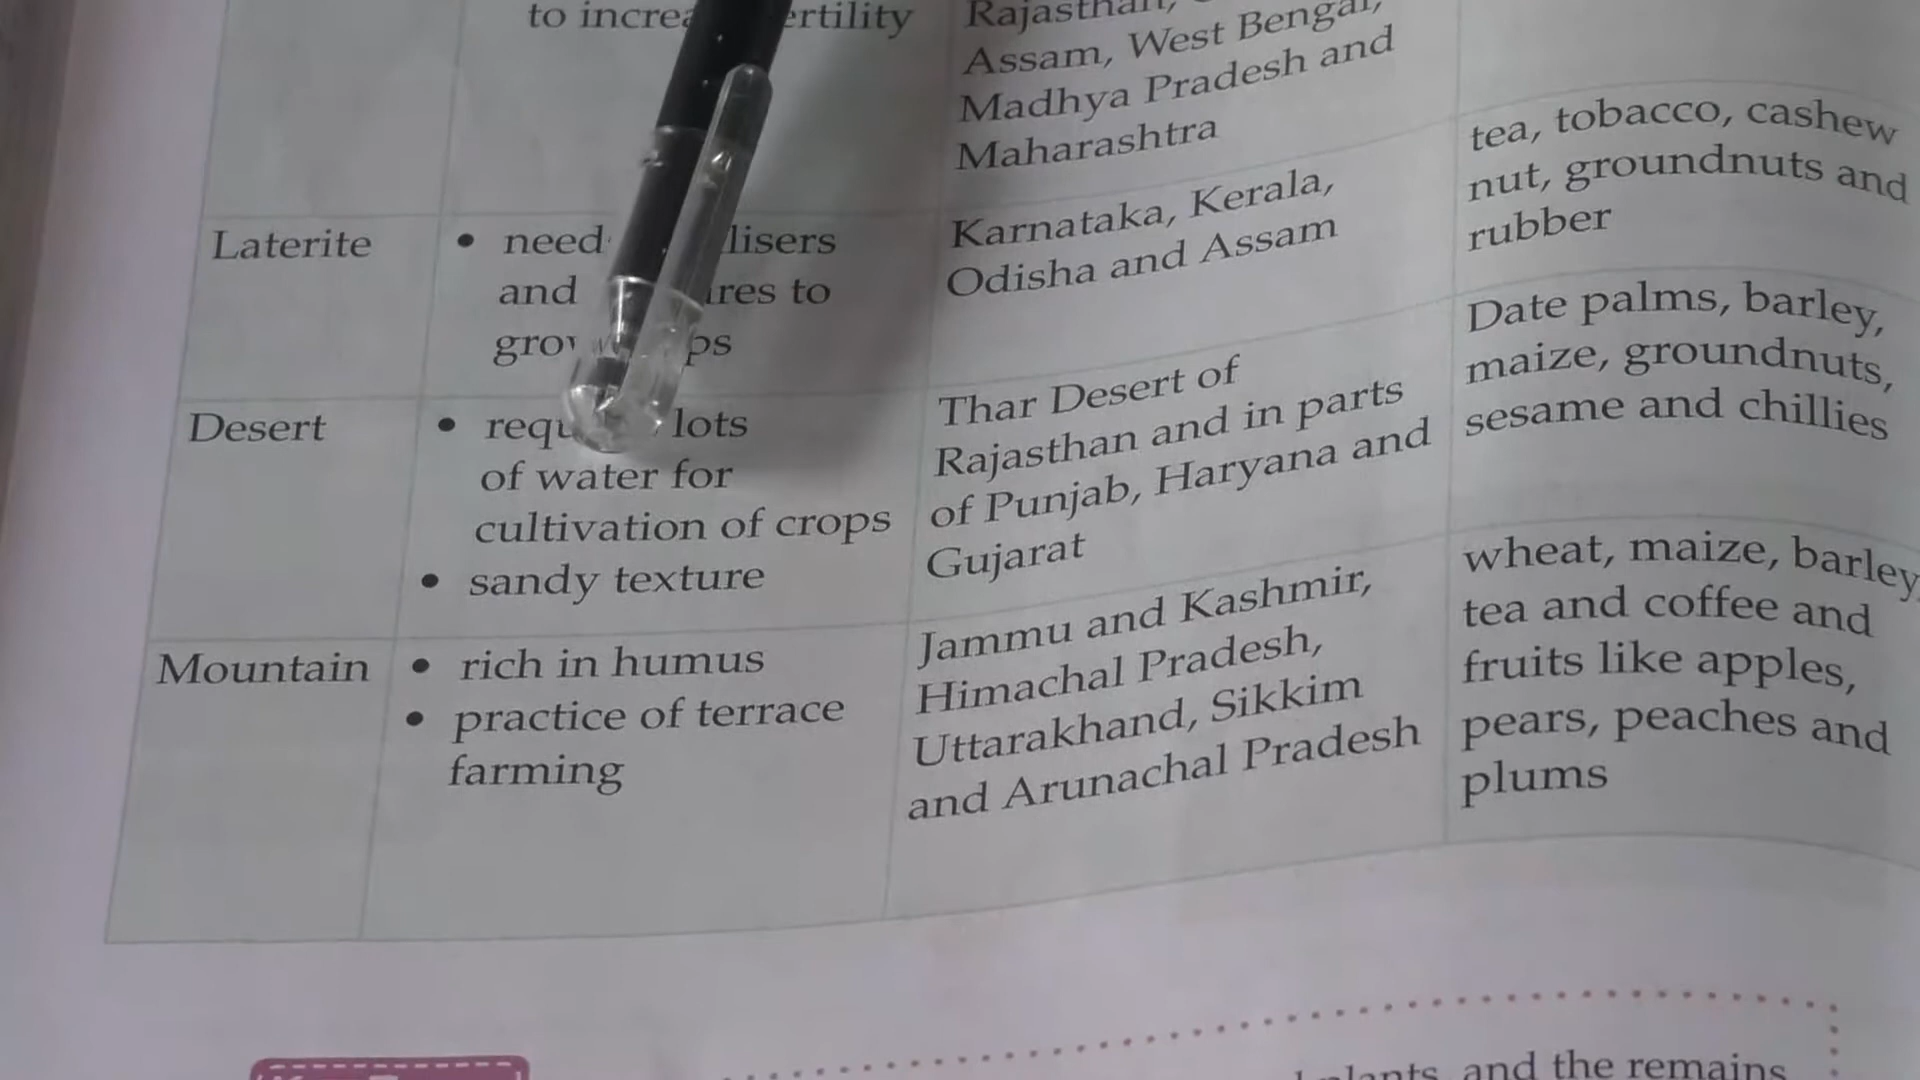 to increa ertility
Rajasthan,
Assam, West Bengal,
Madhya Pradesh and
Maharashtra
Laterite
• need lisers
and ires to
grow ps
Karnataka, Kerala,
Odisha and Assam
tea, tobacco, cashew
nut, groundnuts and
rubber
Desert
• requ lots
of water for
cultivation of crops
• sandy texture
Thar Desert of
Rajasthan and in parts
of Punjab, Haryana and
Gujarat
Date palms, barley,
maize, groundnuts,
sesame and chillies
Mountain
• rich in humus
• practice of terrace
farming
Jammu and Kashmir,
Himachal Pradesh,
Uttarakhand, Sikkim
and Arunachal Pradesh
wheat, maize, barley,
tea and coffee and
fruits like apples,
pears, peaches and
plums
plants and the remains